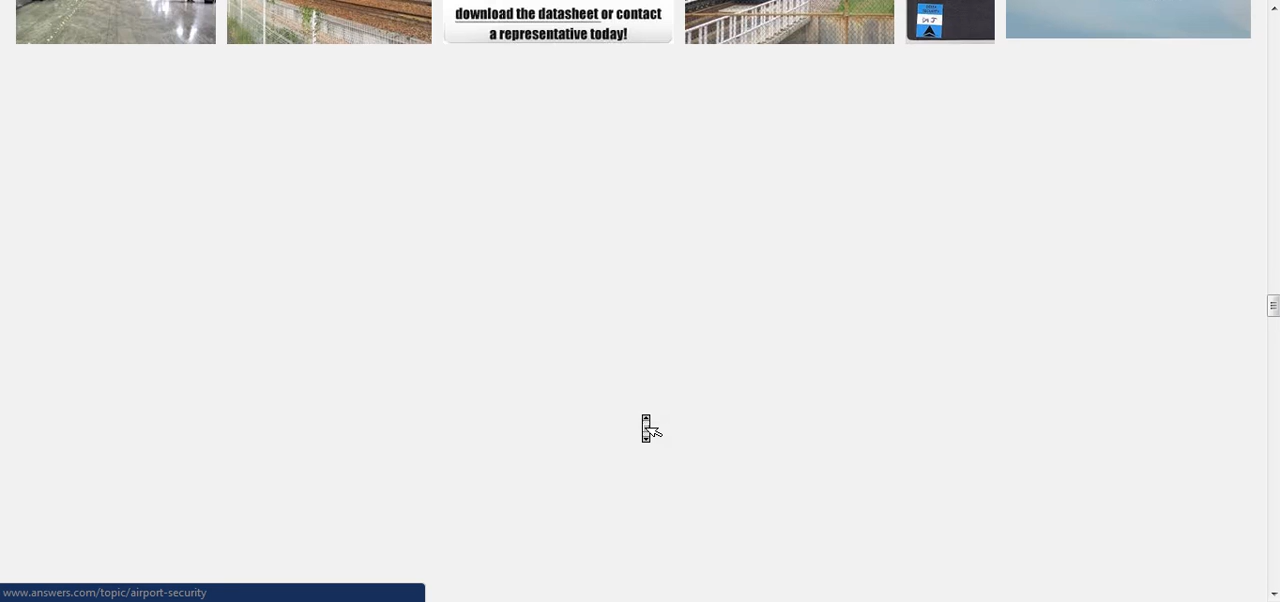 download the datasheet or contact
a representative today!
www.answers.com/topic/airport-security